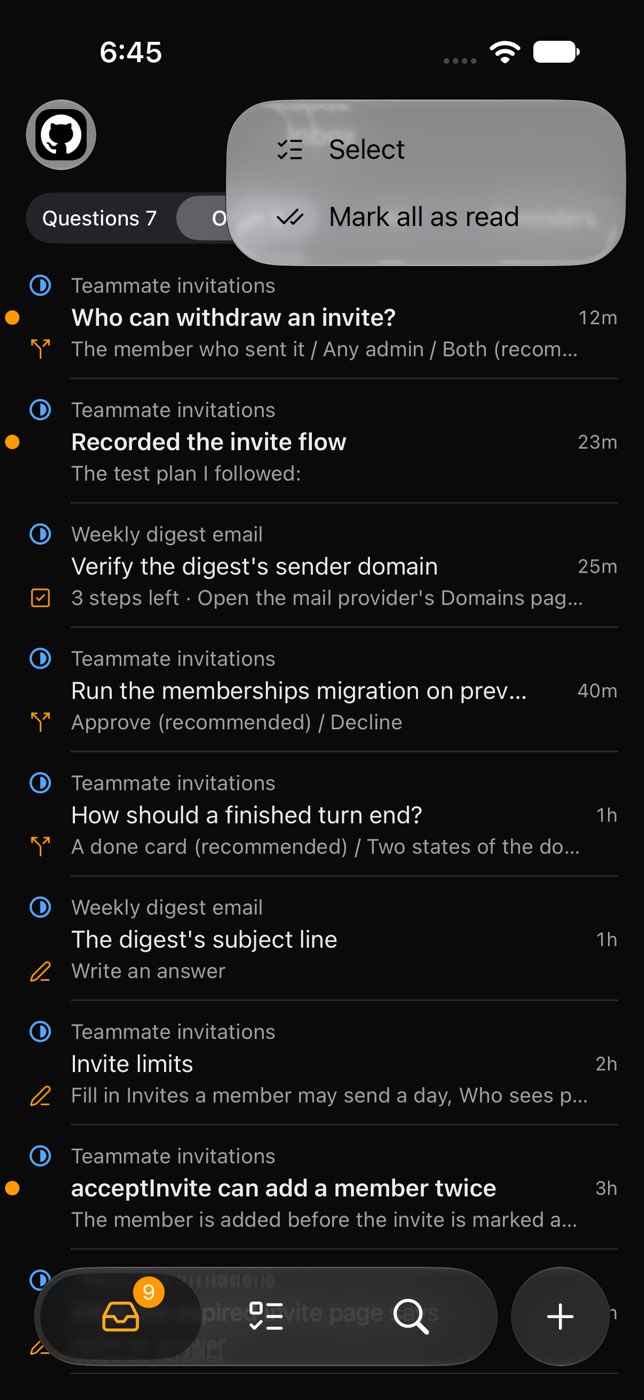 6:45
Select
Mark all as read
Questions 7
Teammate invitations
Who can withdraw an invite?
12m
The member who sent it / Any admin / Both (recom...
Teammate invitations
Recorded the invite flow
23m
The test plan I followed:
Weekly digest email
Verify the digest's sender domain
25m
3 steps left · Open the mail provider's Domains pag...
Teammate invitations
Run the memberships migration on prev...
40m
Approve (recommended) / Decline
Teammate invitations
How should a finished turn end?
1h
A done card (recommended) / Two states of the do...
Weekly digest email
The digest's subject line
1h
Write an answer
Teammate invitations
Invite limits
2h
Fill in Invites a member may send a day, Who sees p...
Teammate invitations
acceptInvite can add a member twice
3h
The member is added before the invite is marked a...
9